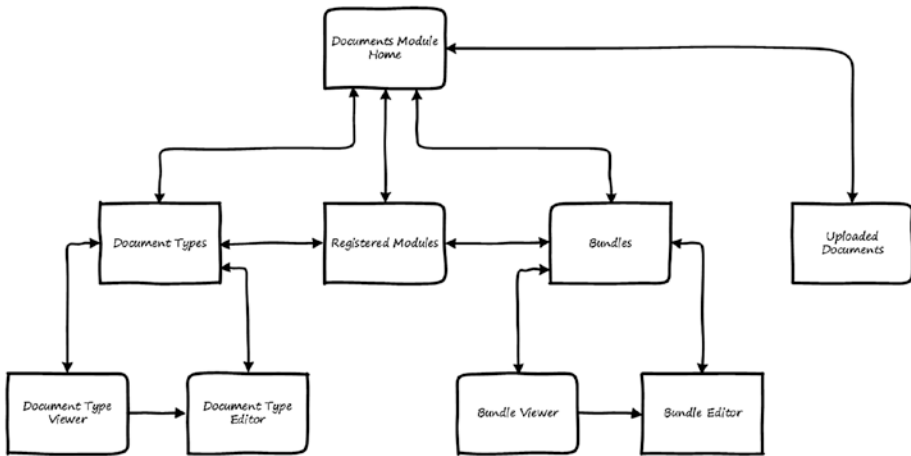 Documents Module
Home
Document Types
Registered Modules
Bundles
Uploaded
Documents
Document Type
Viewer
Document Type
Editor
Bundle Viewer
Bundle Editor